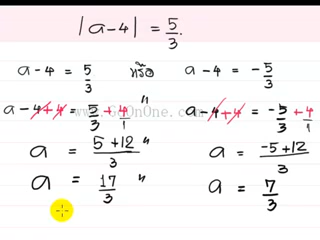 |a-4| = 5/3.
a-4 = 5/3 หรือ a-4 = -5/3
a-4+4 = 5/3 +4/1 " a-4+4 = -5/3 +4/1
a = 5+12/3 " a = -5+12/3
a = 17/3 " a = 7/3